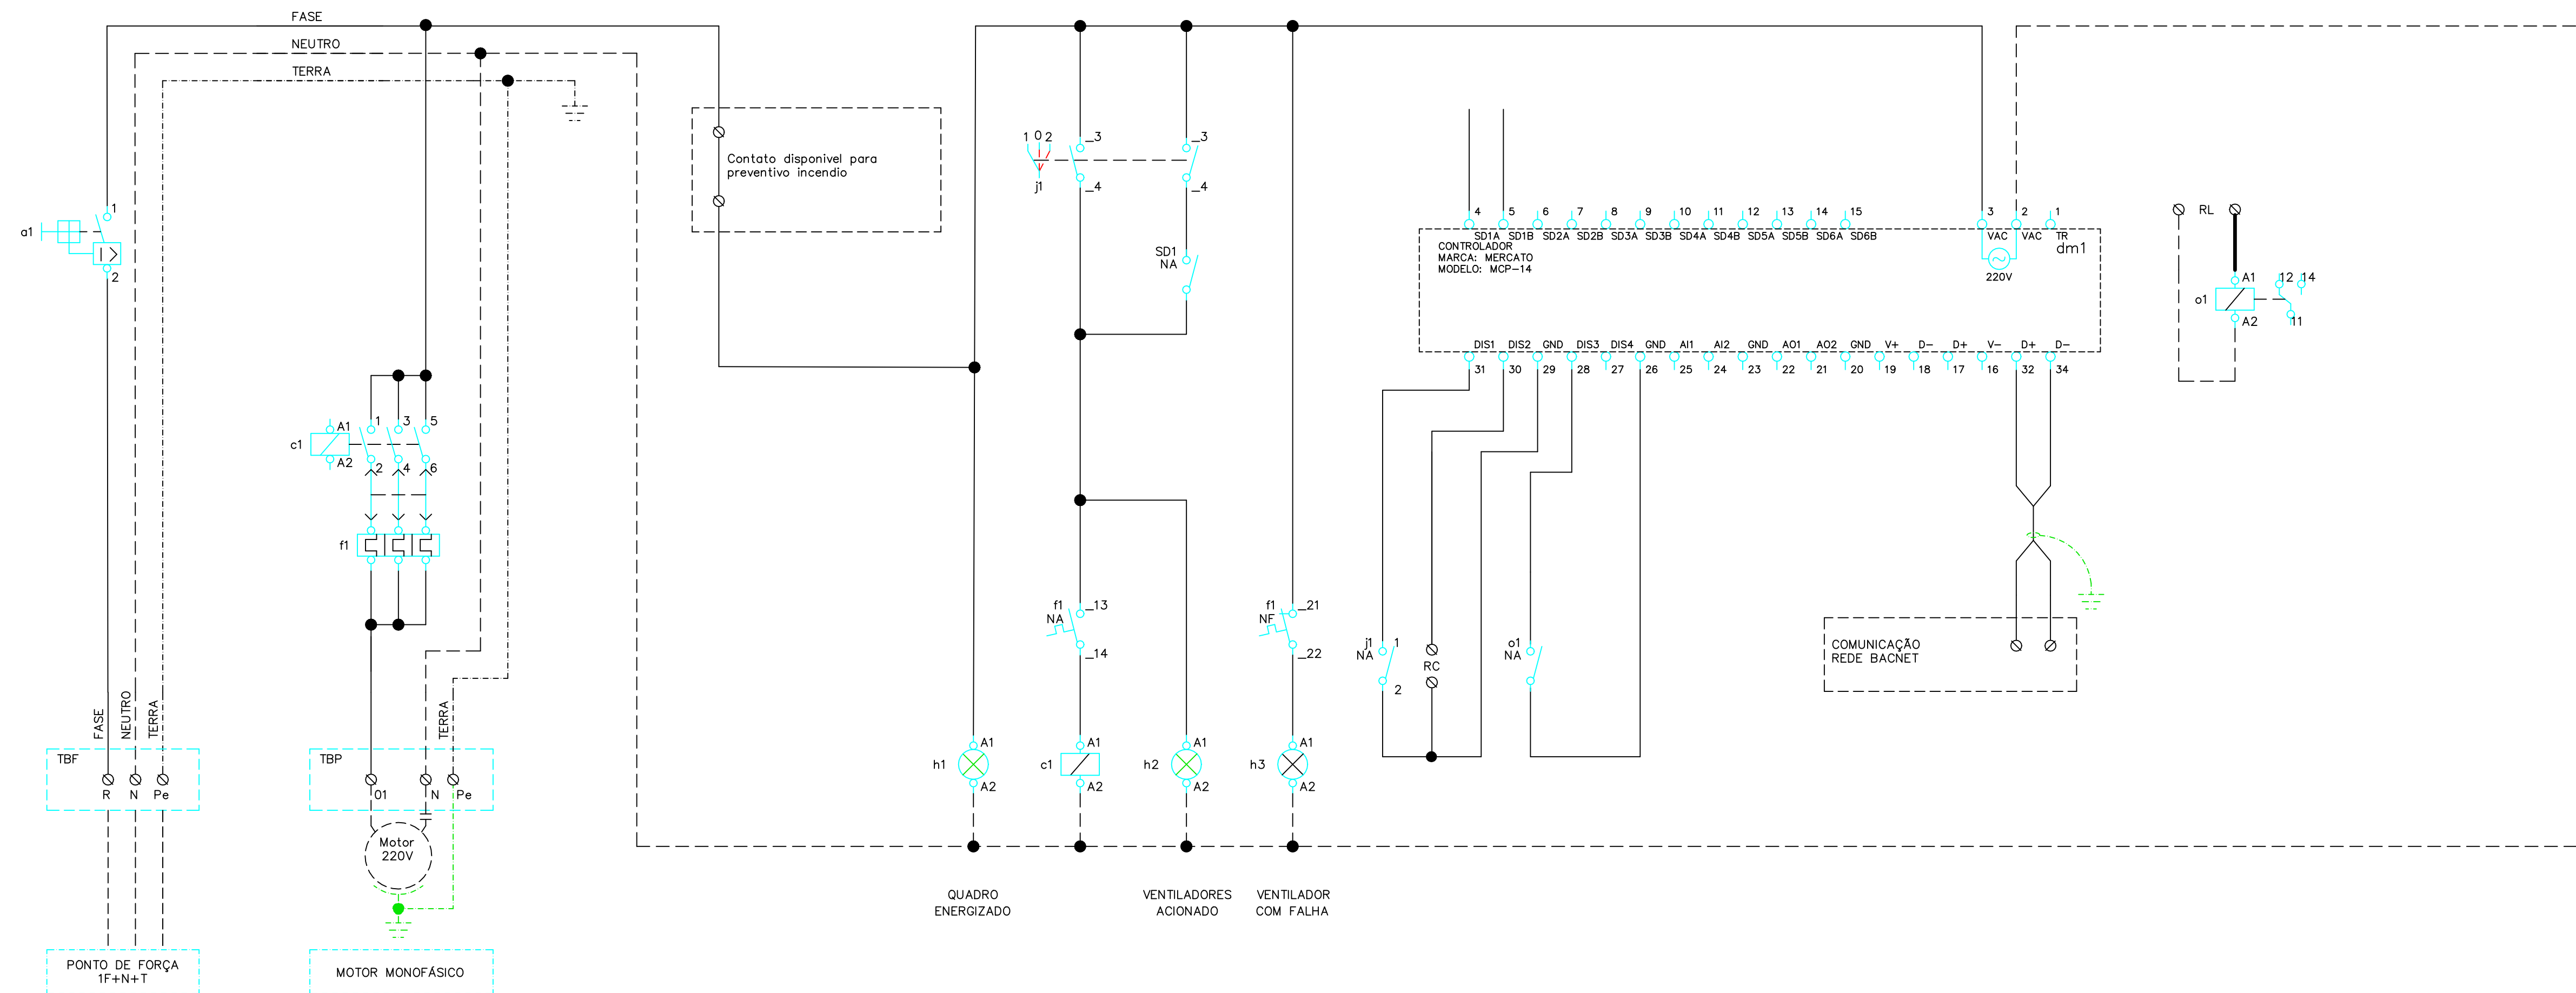 FASE
NEUTRO
TERRA
a1
1
2
Contato disponivel para
preventivo incendio
1 0 2
j1
_3
_4
_3
_4
SD1
NA
4 5 6 7 8 9 10 11 12 13 14 15 3 2 1
SD1A SD1B SD2A SD2B SD3A SD3B SD4A SD4B SD5A SD5B SD6A SD6B VAC VAC TR
CONTROLADOR
MARCA: MERCATO
MODELO: MCP-14
dm1
220V
DIS1 DIS2 GND DIS3 DIS4 GND AI1 AI2 GND AO1 AO2 GND V+ D- D+ V- D+ D-
31 30 29 28 27 26 25 24 23 22 21 20 19 18 17 16 32 34
RL
o1
A1
A2
12 14
11
c1
A1
A2
1 3 5
2 4 6
f1
f1
NA
_13
_14
f1
NF
_21
_22
j1
NA
1
2
RC
o1
NA
COMUNICAÇÃO
REDE BACNET
FASE
NEUTRO
TERRA
TERRA
TBF
R N Pe
TBP
01 N Pe
Motor
220V
h1
A1
A2
c1
A1
A2
h2
A1
A2
h3
A1
A2
QUADRO
ENERGIZADO
VENTILADORES
ACIONADO
VENTILADOR
COM FALHA
PONTO DE FORÇA
1F+N+T
MOTOR MONOFÁSICO